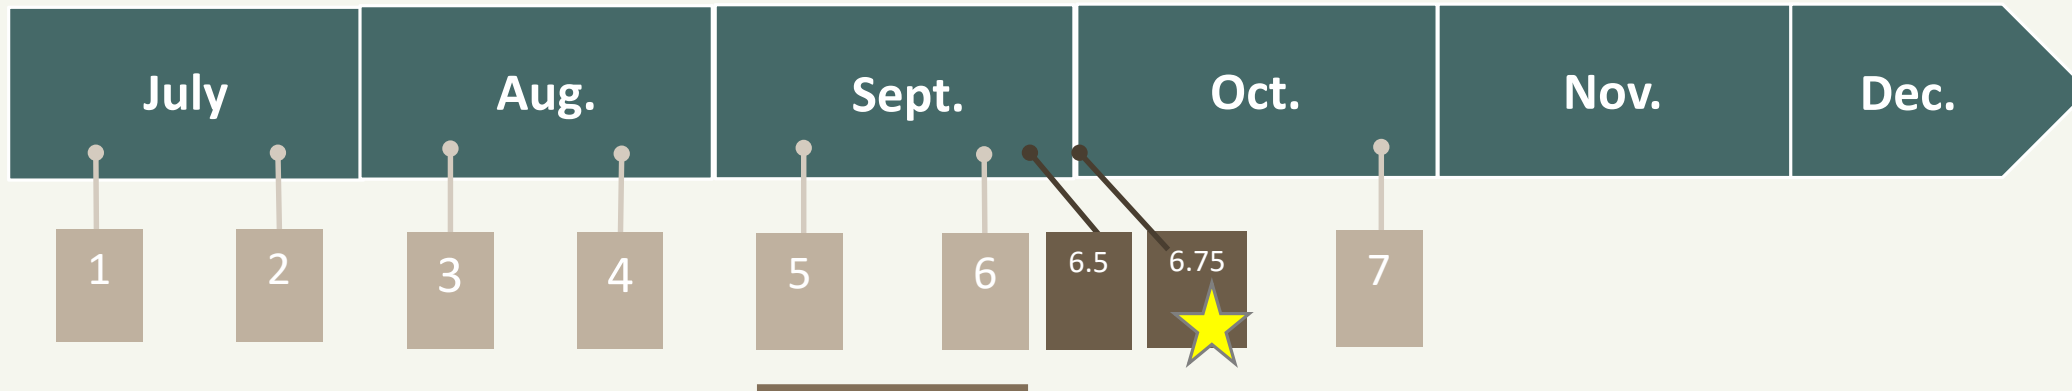 July Aug. Sept. Oct. Nov. Dec.
1 2 3 4 5 6 6.5 6.75 7